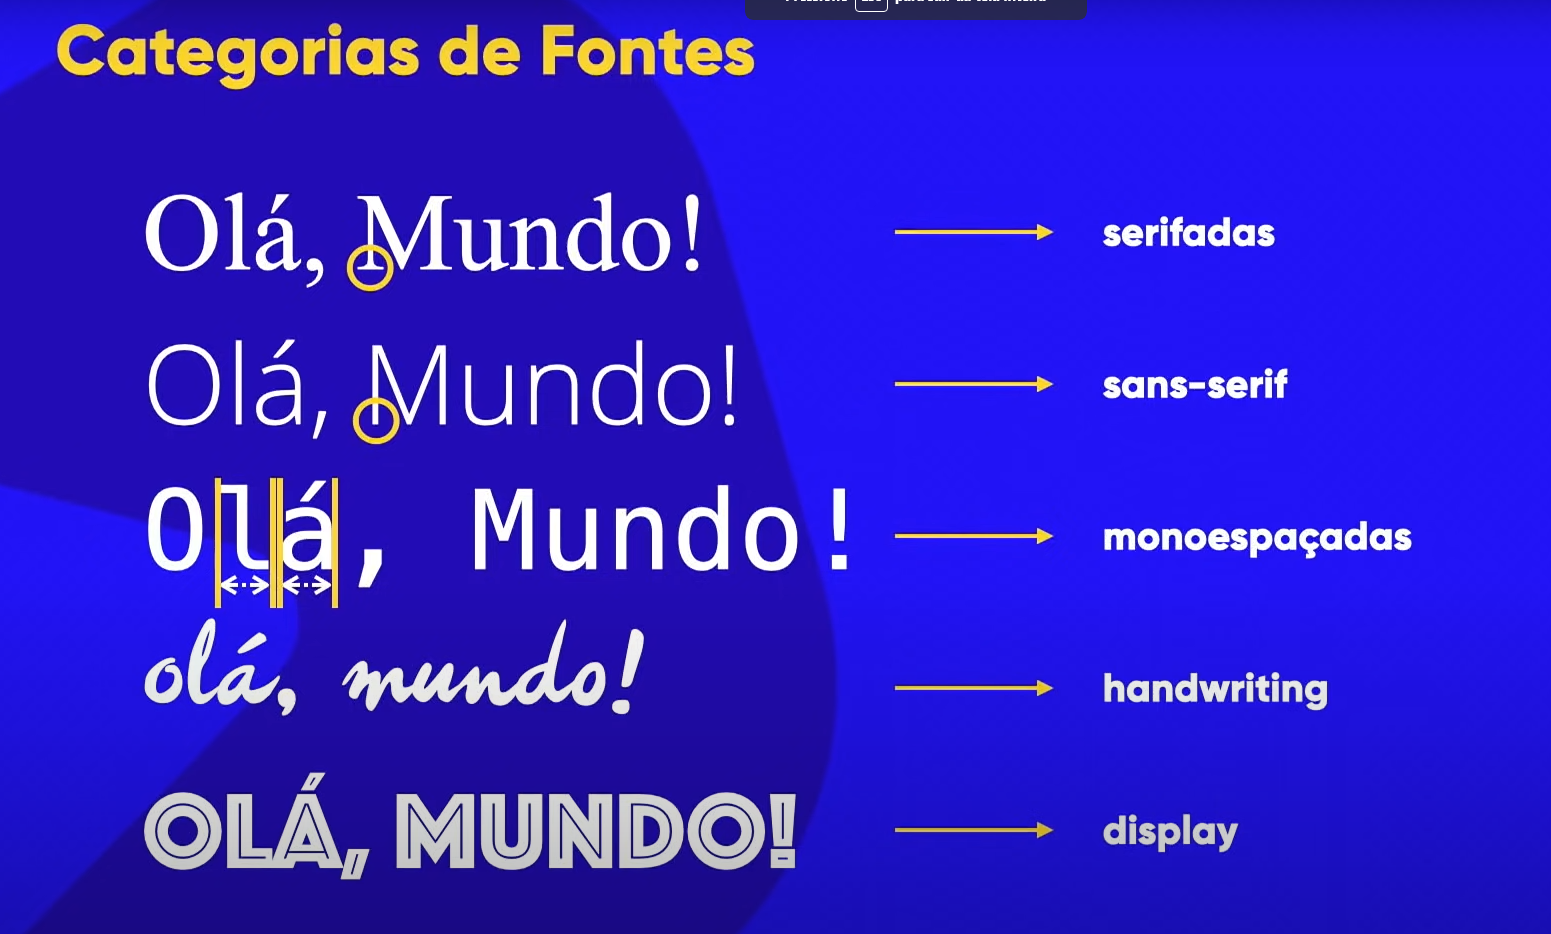 Categorias de Fontes
Olá, Mundo!
serifadas
Olá, Mundo!
sans-serif
Olá, Mundo!
monoespaçadas
olá, mundo!
handwriting
OLÁ, MUNDO!
display